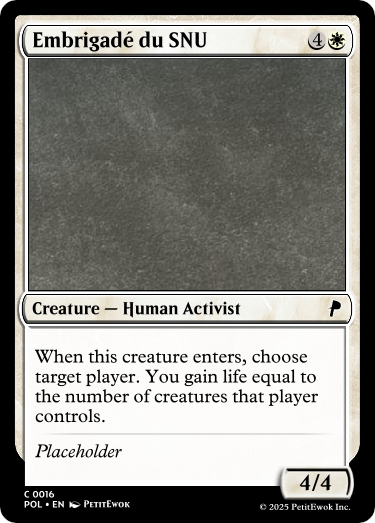 Embrigadé du SNU 4
Creature — Human Activist
When this creature enters, choose
target player. You gain life equal to
the number of creatures that player
controls.
Placeholder
4/4
C 0016
POL • EN PetitEwok
© 2025 PetitEwok Inc.